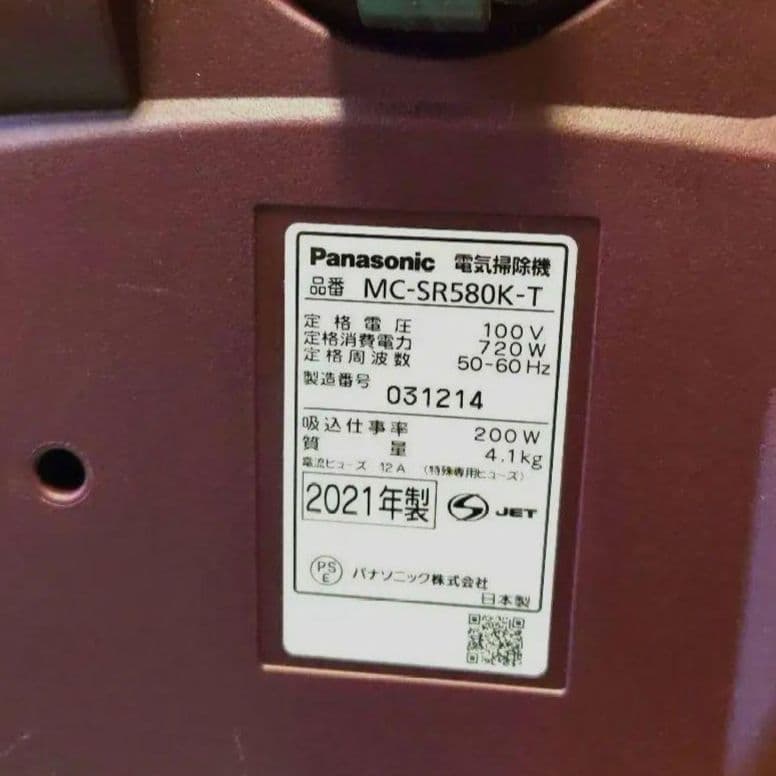 Panasonic 電気掃除機
品番 MC-SR580K-T
定格電圧 100V
定格消費電力 720W
定格周波数 50-60Hz
製造番号 031214
吸込仕事率 200W
質量 4.1kg
電流ヒューズ 12A (特殊専用ヒューズ)
2021年製 S JET
PS E パナソニック株式会社
日本製